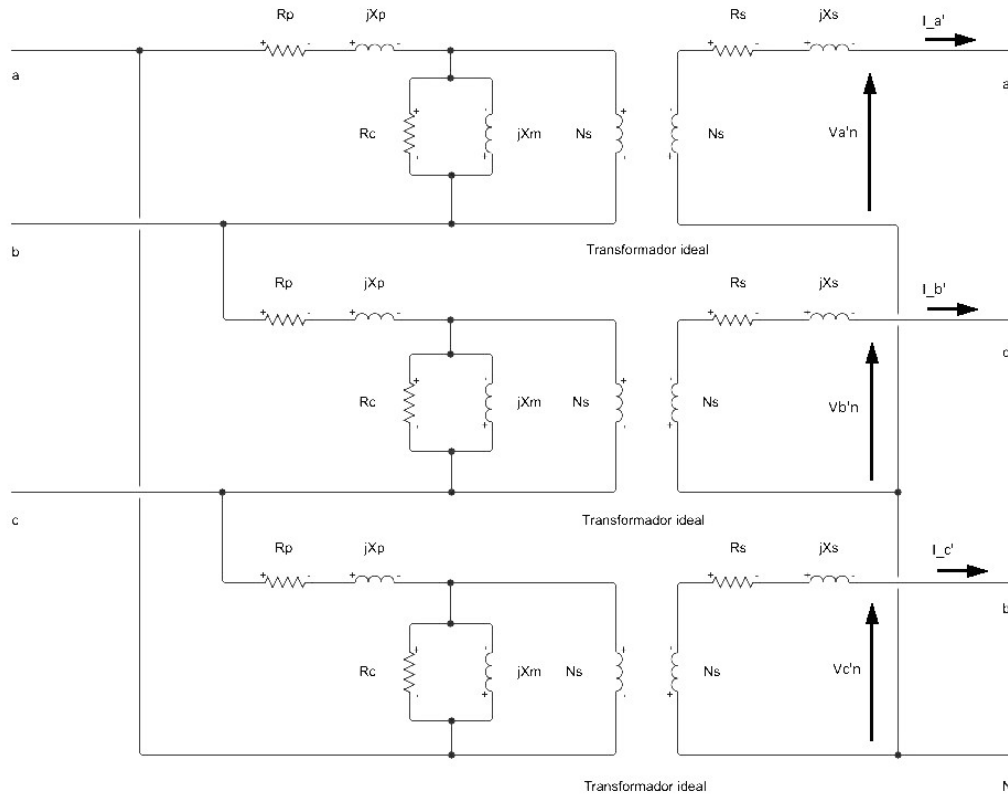 Rp jXp Rs jXs I_a'
a a
Rc jXm Ns Ns Va'n
b
Transformador ideal
Rp jXp Rs jXs I_b'
Rc jXm Ns Ns Vb'n
c
Transformador ideal
Rp jXp Rs jXs I_c'
b
Rc jXm Ns Ns Vc'n
Transformador ideal